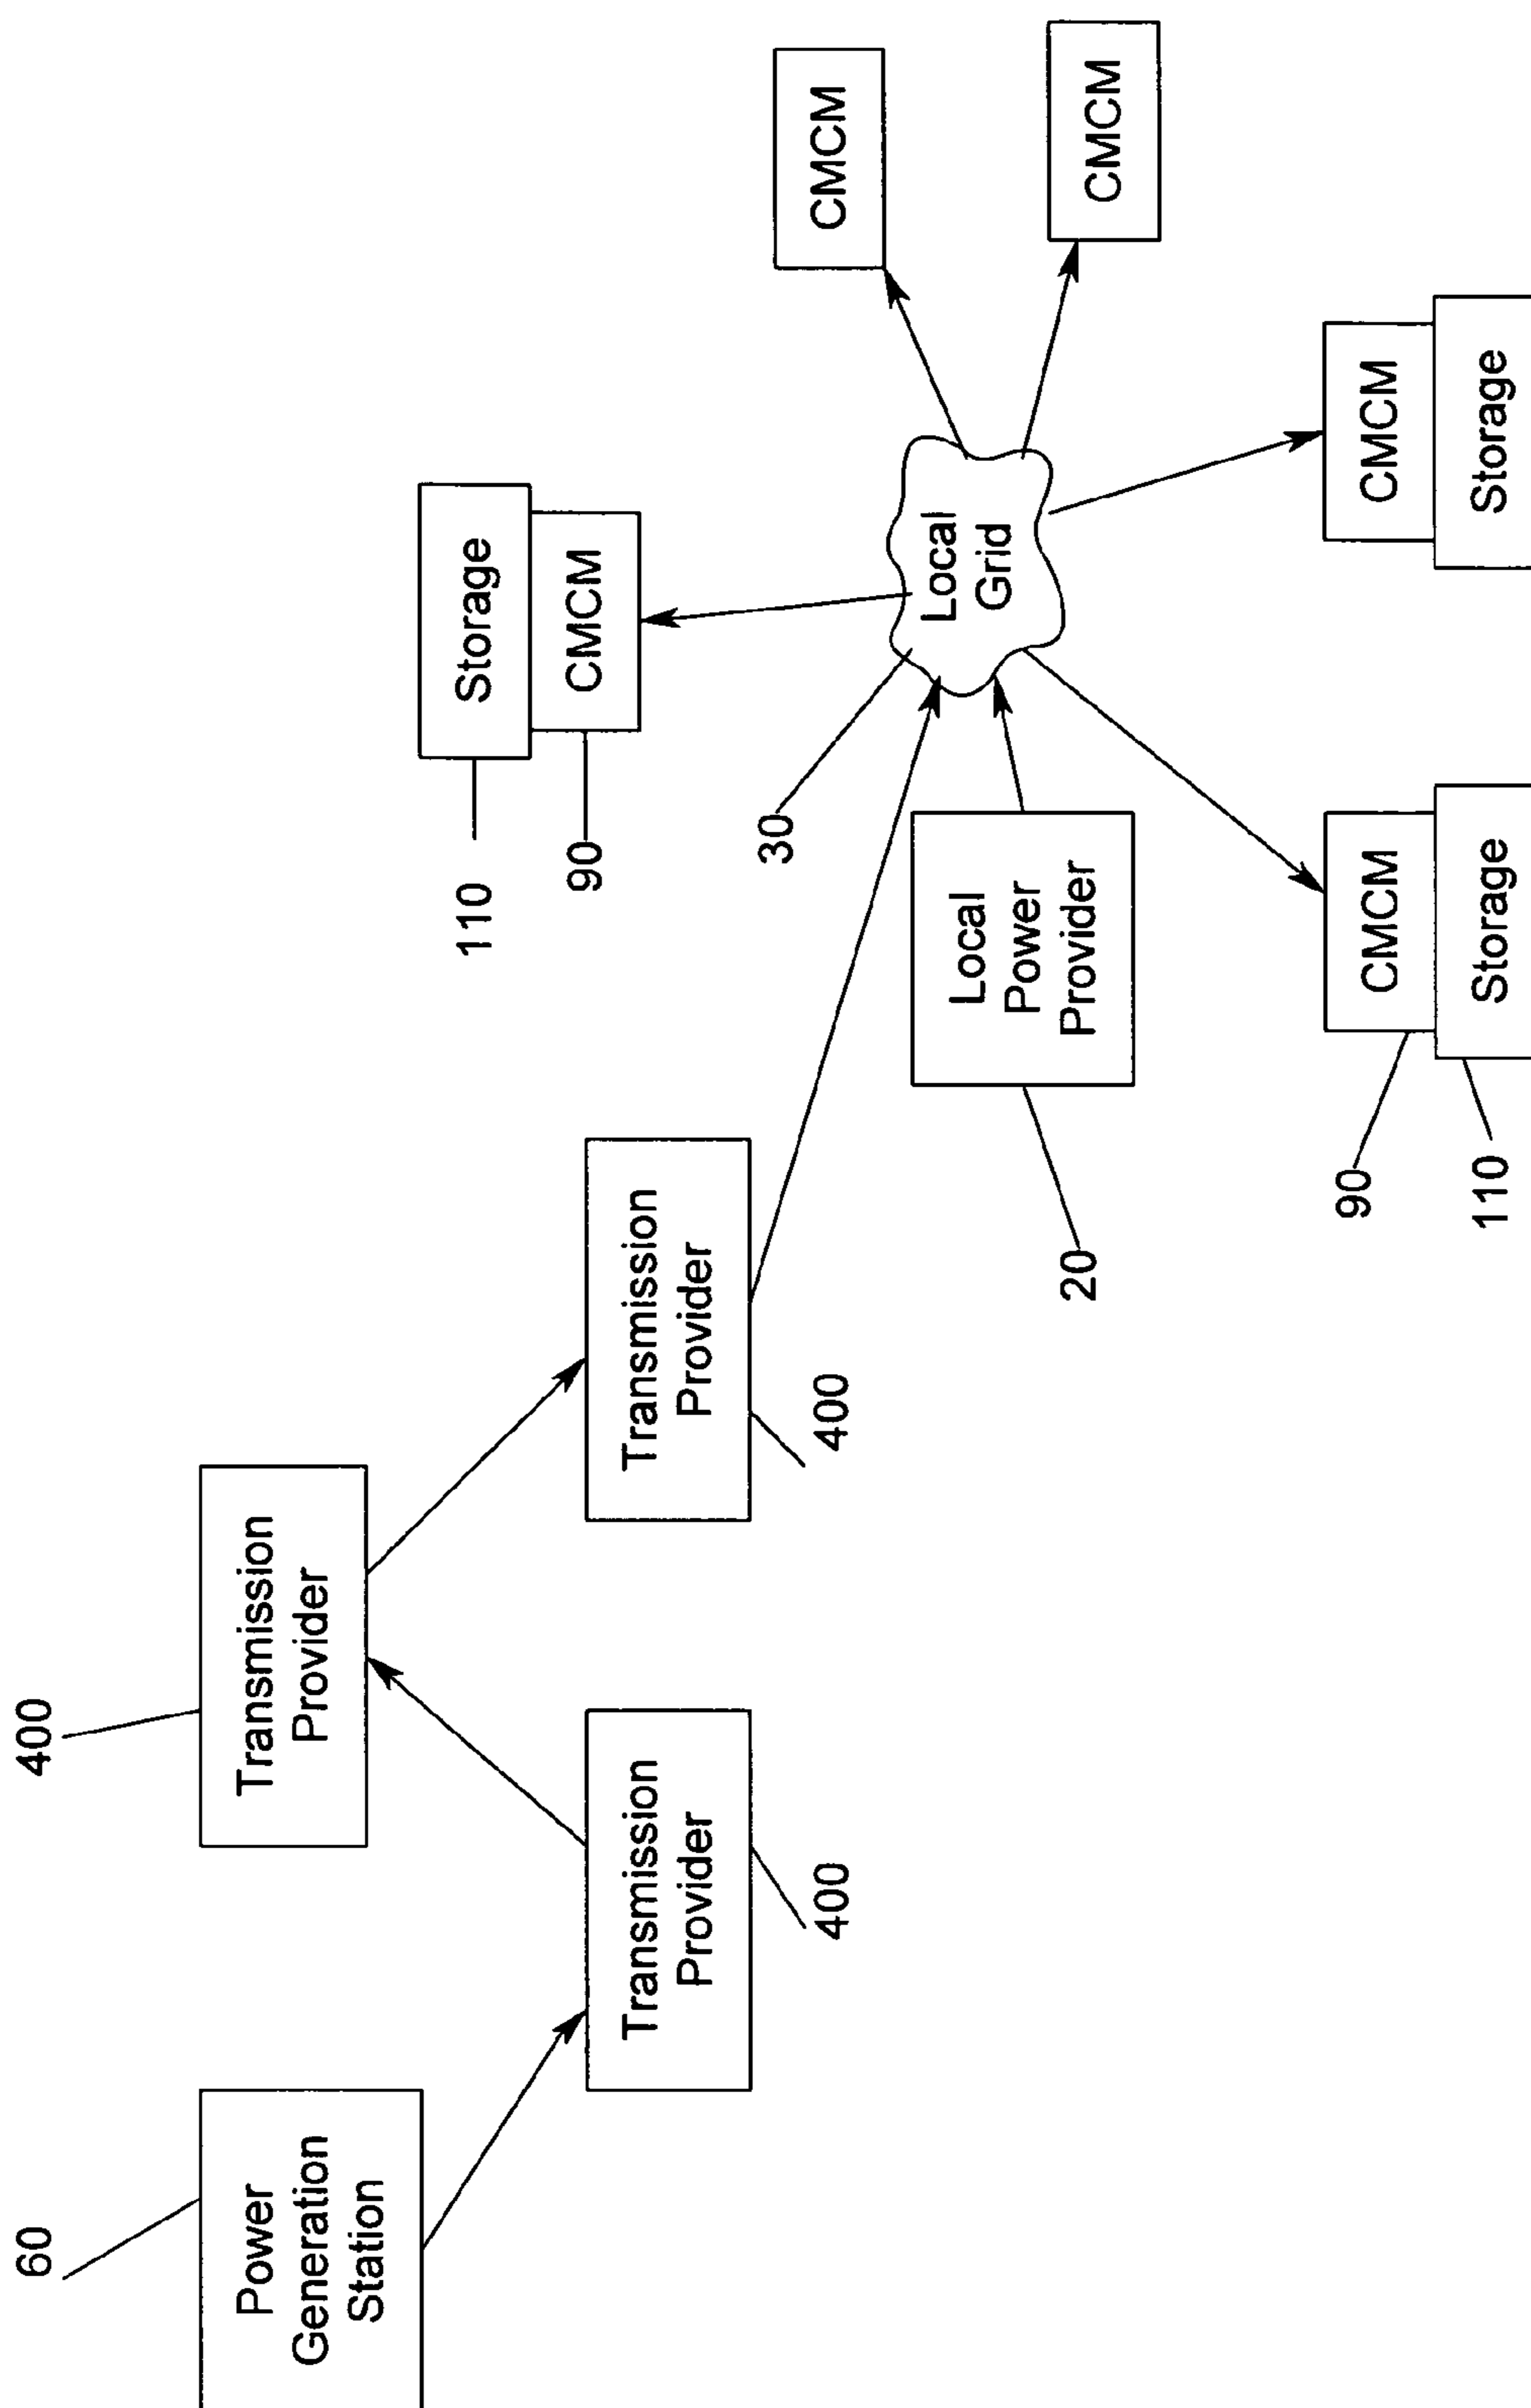 60
Power
Generation
Station
400
Transmission
Provider
Transmission
Provider
400
Transmission
Provider
400
110
Storage
90
CMCM
30
Local
Grid
Local
Power
Provider
20
CMCM
CMCM
CMCM
Storage
90
CMCM
110
Storage